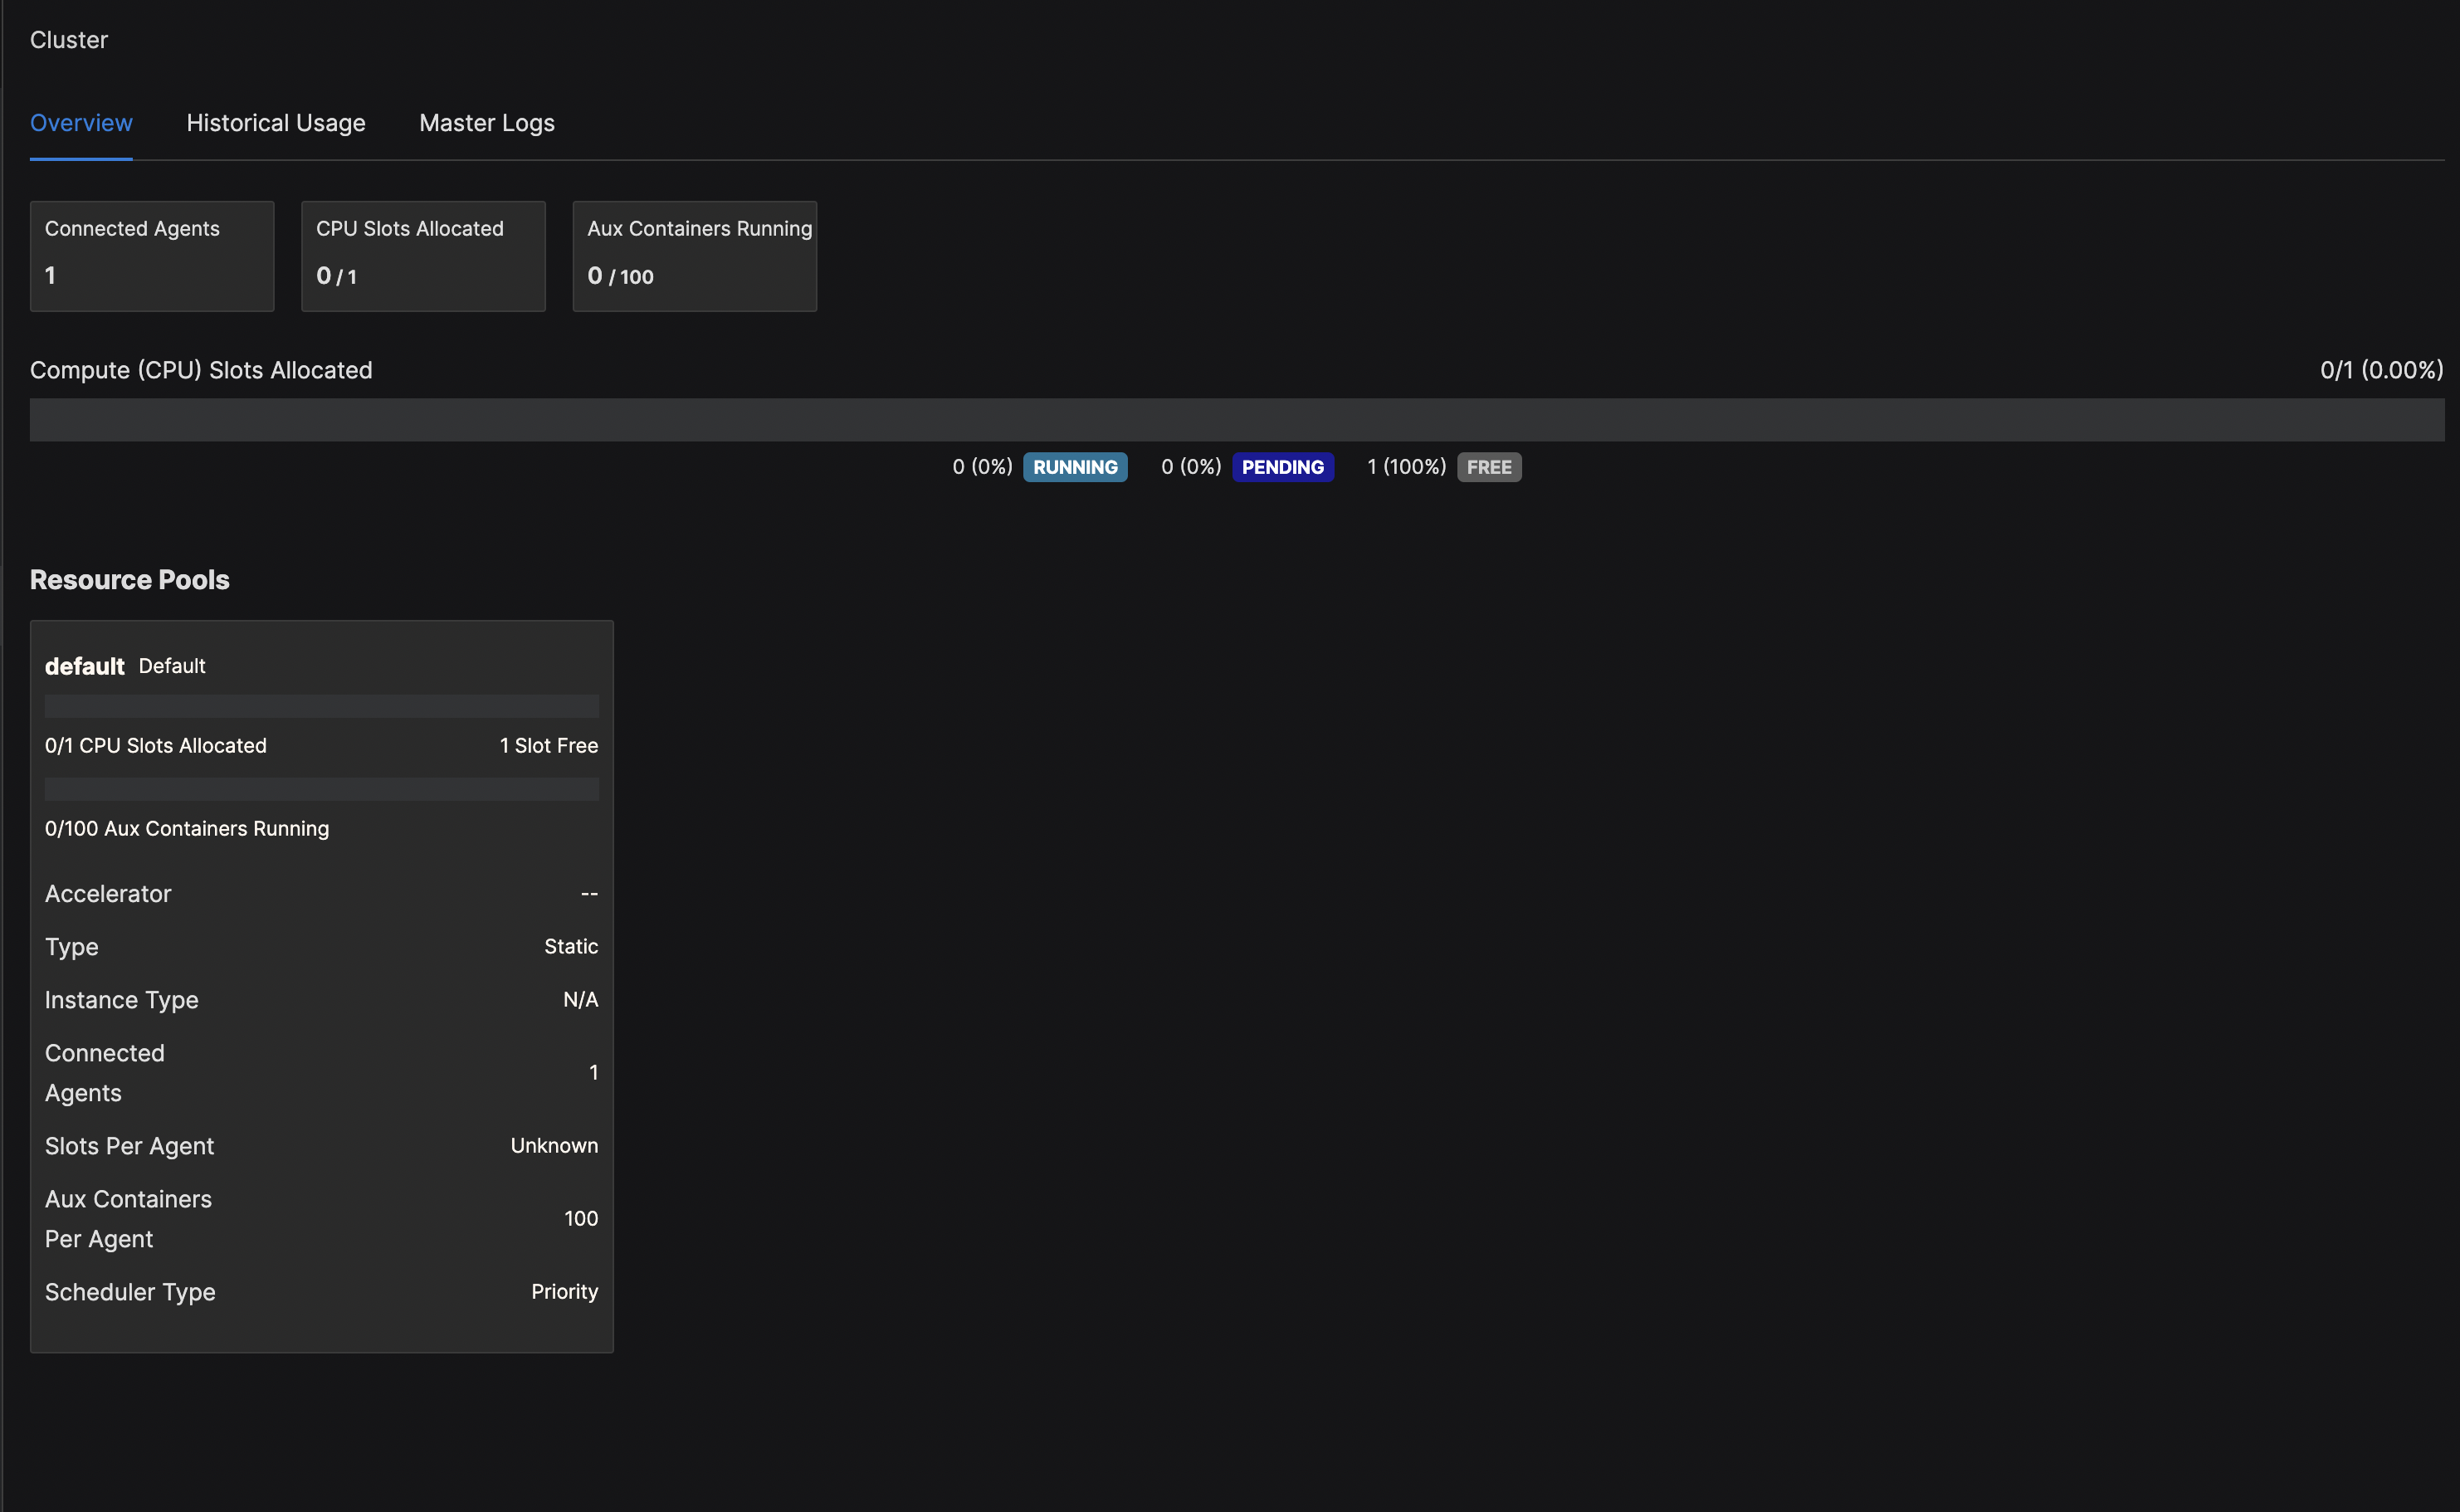 Cluster
Overview Historical Usage Master Logs
Connected Agents
1
CPU Slots Allocated
0 / 1
Aux Containers Running
0 / 100
Compute (CPU) Slots Allocated 0/1 (0.00%)
0 (0%) RUNNING 0 (0%) PENDING 1 (100%) FREE
Resource Pools
default Default
0/1 CPU Slots Allocated 1 Slot Free
0/100 Aux Containers Running
Accelerator --
Type Static
Instance Type N/A
Connected
Agents
1
Slots Per Agent Unknown
Aux Containers
Per Agent
100
Scheduler Type Priority